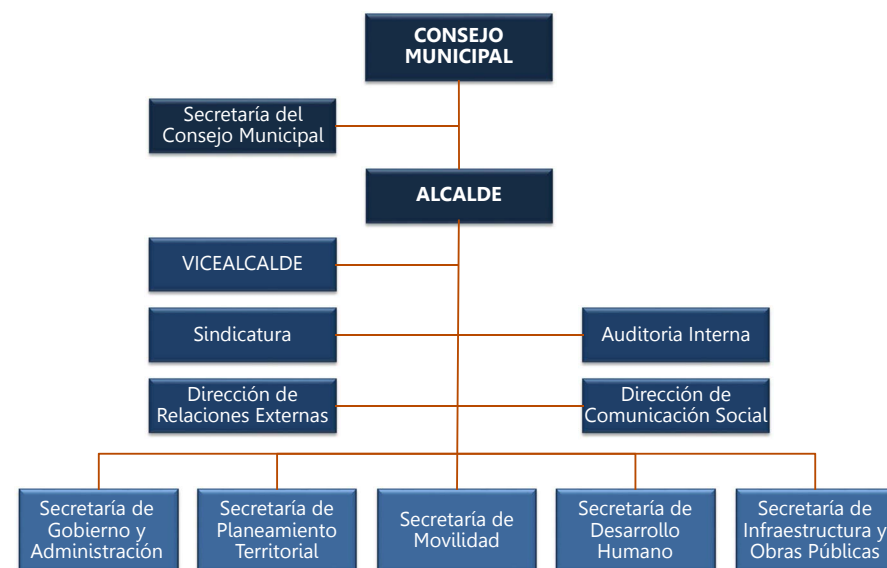 CONSEJO
MUNICIPAL
Secretaría del
Consejo Municipal
ALCALDE
VICEALCALDE
Sindicatura
Auditoria Interna
Dirección de
Relaciones Externas
Dirección de
Comunicación Social
Secretaría de
Gobierno y
Administración
Secretaría de
Planeamiento
Territorial
Secretaría de
Movilidad
Secretaría de
Desarrollo
Humano
Secretaría de
Infraestructura y
Obras Públicas